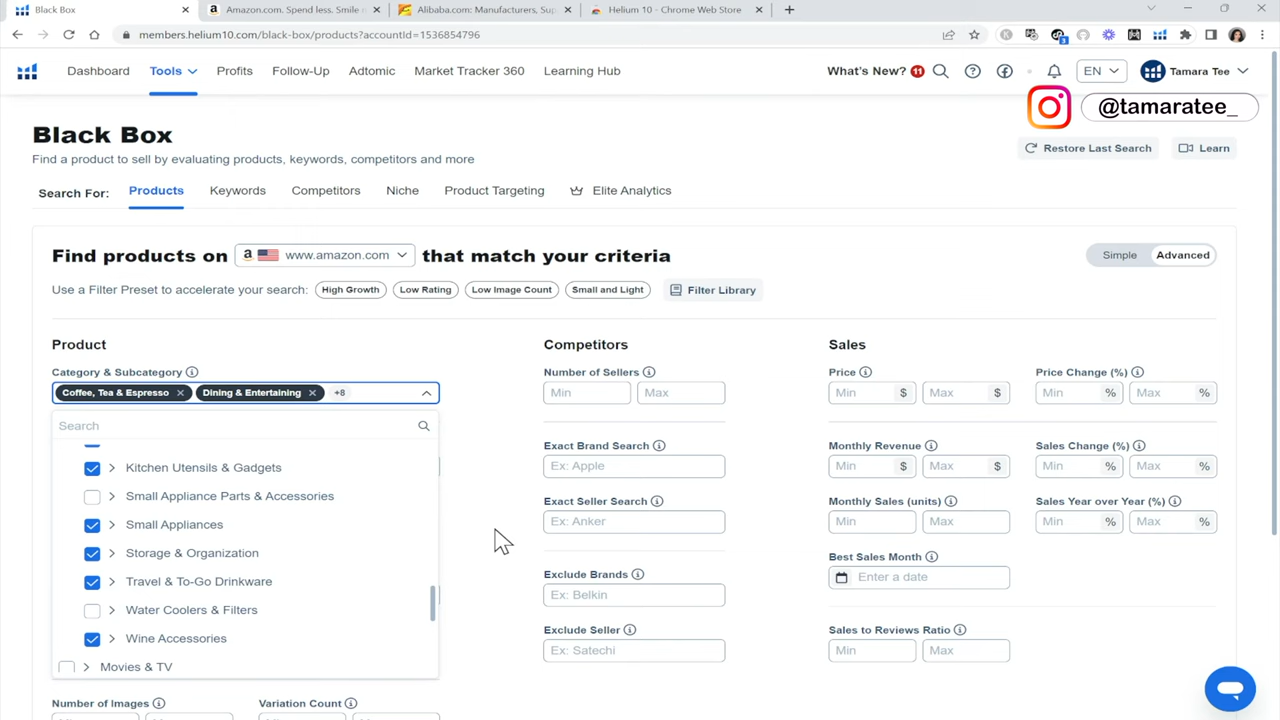 Black Box
Amazon.com. Spend less. Smile m
Alibaba.com: Manufacturers, Sup
Helium 10 - Chrome Web Store
members.helium10.com/black-box/products?accountId=1536854796
Dashboard
Tools
Profits
Follow-Up
Adtomic
Market Tracker 360
Learning Hub
What's New? 11
EN
Tamara Tee
@tamaratee_
Black Box
Find a product to sell by evaluating products, keywords, competitors and more
Restore Last Search
Learn
Search For:
Products
Keywords
Competitors
Niche
Product Targeting
Elite Analytics
Find products on
a www.amazon.com
that match your criteria
Simple
Advanced
Use a Filter Preset to accelerate your search:
High Growth
Low Rating
Low Image Count
Small and Light
Filter Library
Product
Category & Subcategory
Coffee, Tea & Espresso
Dining & Entertaining
+8
Search
Kitchen Utensils & Gadgets
Small Appliance Parts & Accessories
Small Appliances
Storage & Organization
Travel & To-Go Drinkware
Water Coolers & Filters
Wine Accessories
Movies & TV
Number of Images
Variation Count
Competitors
Number of Sellers
Min
Max
Exact Brand Search
Ex: Apple
Exact Seller Search
Ex: Anker
Exclude Brands
Ex: Belkin
Exclude Seller
Ex: Satechi
Sales
Price
Min $
Max $
Price Change (%)
Min %
Max %
Monthly Revenue
Min $
Max $
Sales Change (%)
Min %
Max %
Monthly Sales (units)
Min
Max
Sales Year over Year (%)
Min %
Max %
Best Sales Month
Enter a date
Sales to Reviews Ratio
Min
Max